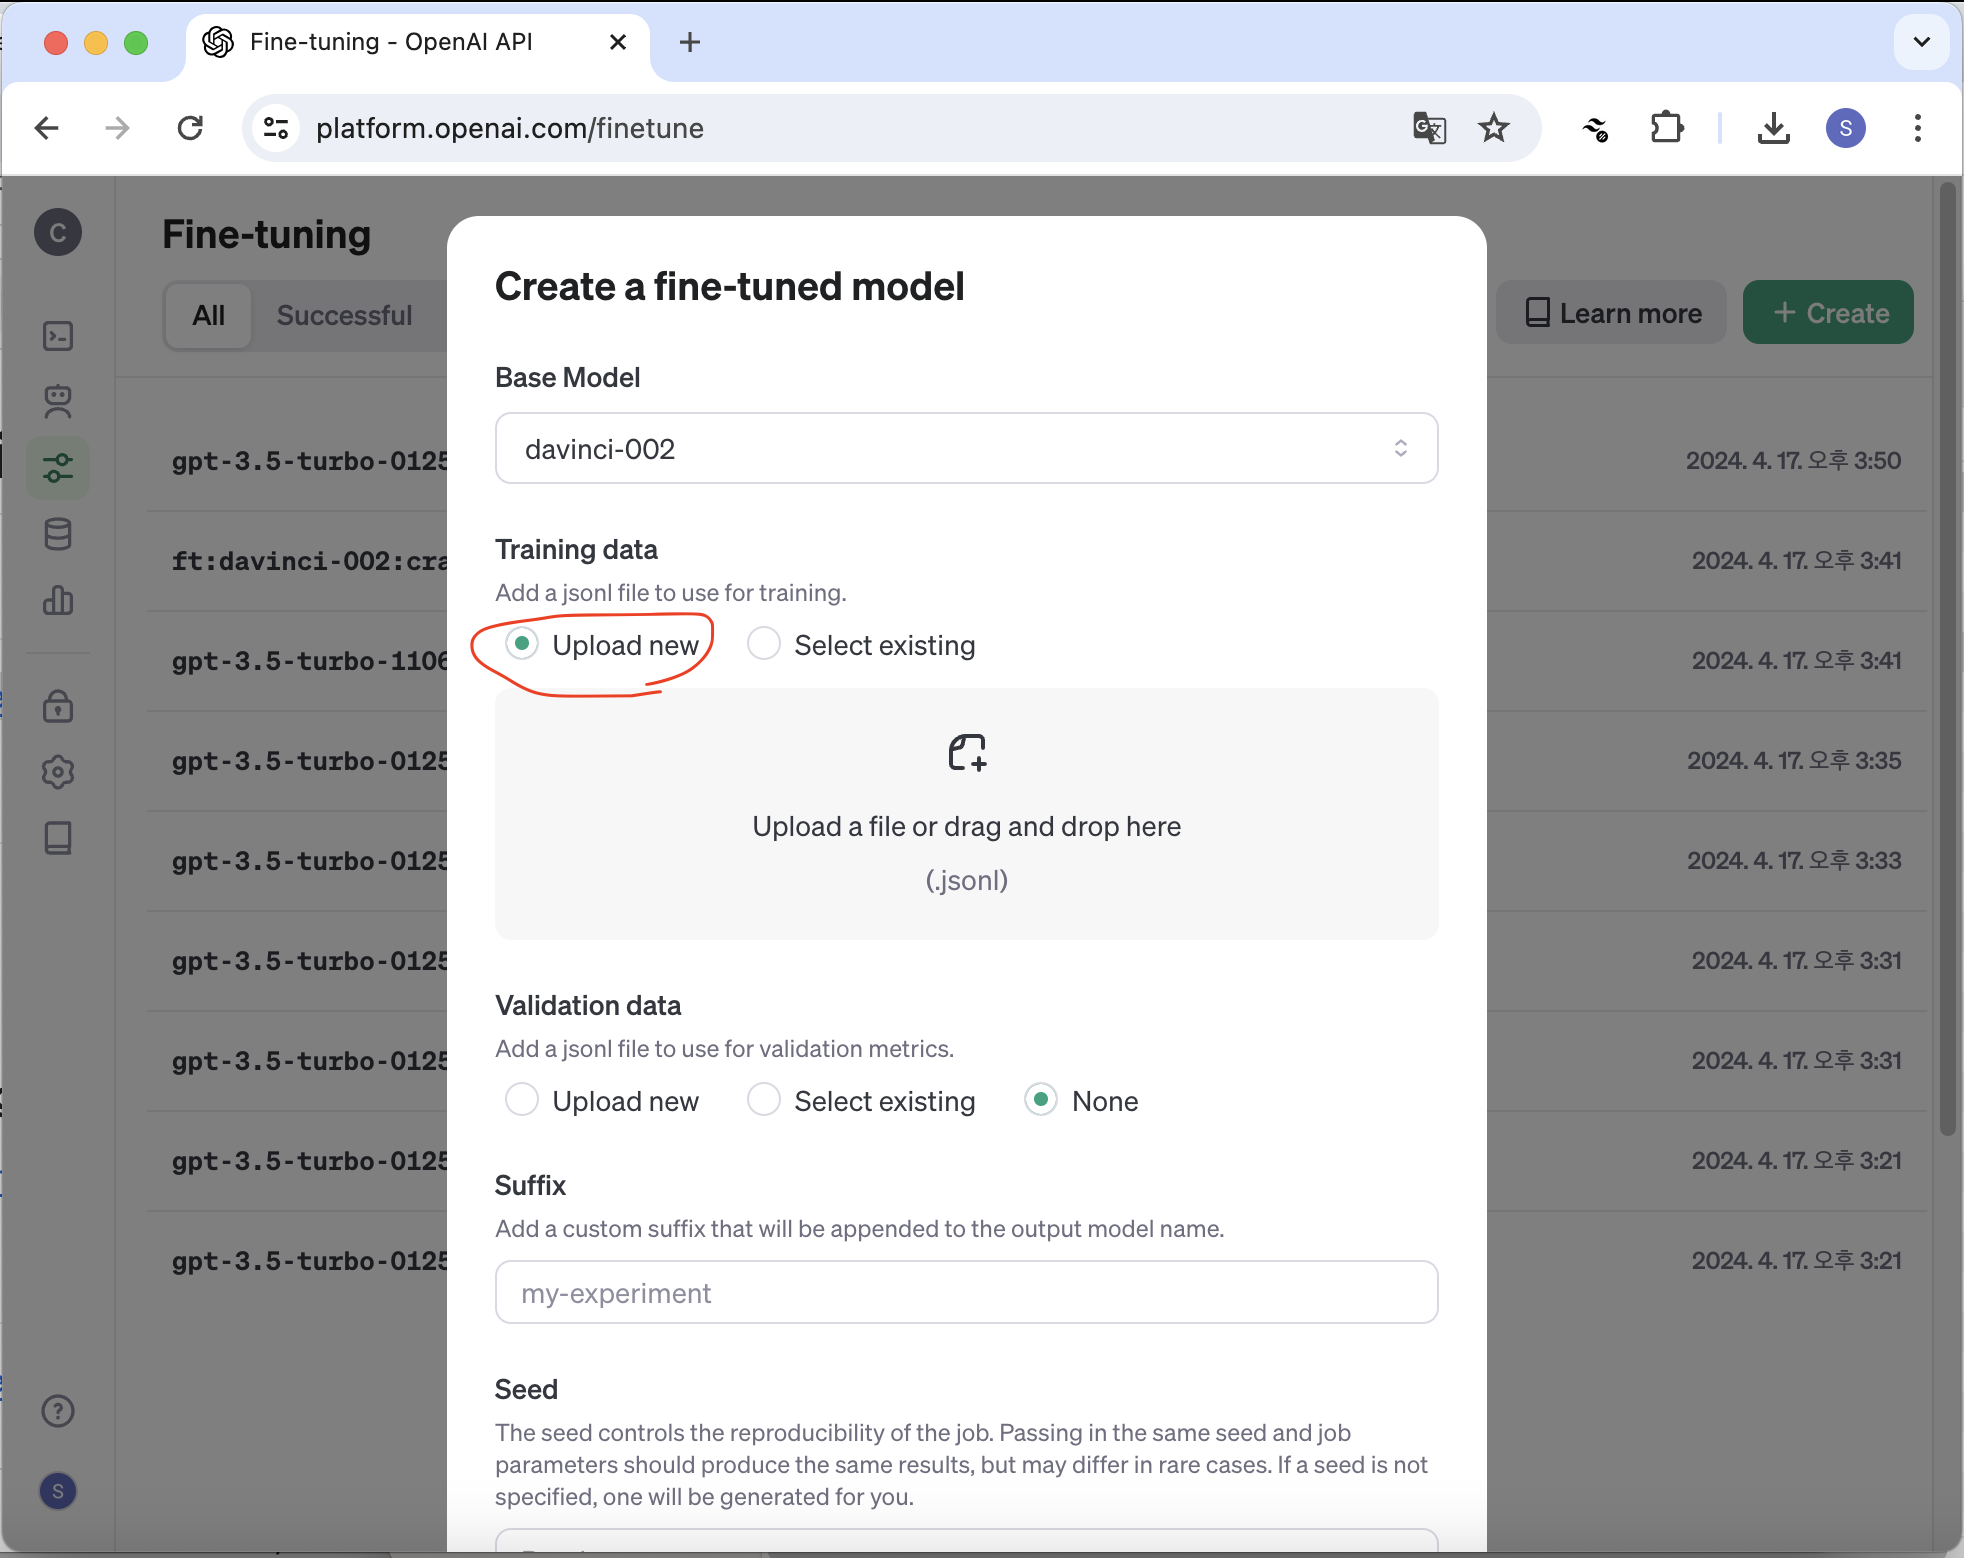 Fine-tuning - OpenAI API
platform.openai.com/finetune
S
C
Fine-tuning
All
Successful
Learn more
+ Create
Create a fine-tuned model
Base Model
davinci-002
Training data
Add a jsonl file to use for training.
Upload new
Select existing
Upload a file or drag and drop here
(.jsonl)
Validation data
Add a jsonl file to use for validation metrics.
Upload new
Select existing
None
Suffix
Add a custom suffix that will be appended to the output model name.
my-experiment
Seed
The seed controls the reproducibility of the job. Passing in the same seed and job
parameters should produce the same results, but may differ in rare cases. If a seed is not
specified, one will be generated for you.
gpt-3.5-turbo-0125
2024. 4. 17. 오후 3:50
ft:davinci-002:cra
2024. 4. 17. 오후 3:41
gpt-3.5-turbo-1106
2024. 4. 17. 오후 3:41
gpt-3.5-turbo-0125
2024. 4. 17. 오후 3:35
gpt-3.5-turbo-0125
2024. 4. 17. 오후 3:33
gpt-3.5-turbo-0125
2024. 4. 17. 오후 3:31
gpt-3.5-turbo-0125
2024. 4. 17. 오후 3:31
gpt-3.5-turbo-0125
2024. 4. 17. 오후 3:21
gpt-3.5-turbo-0125
2024. 4. 17. 오후 3:21
S